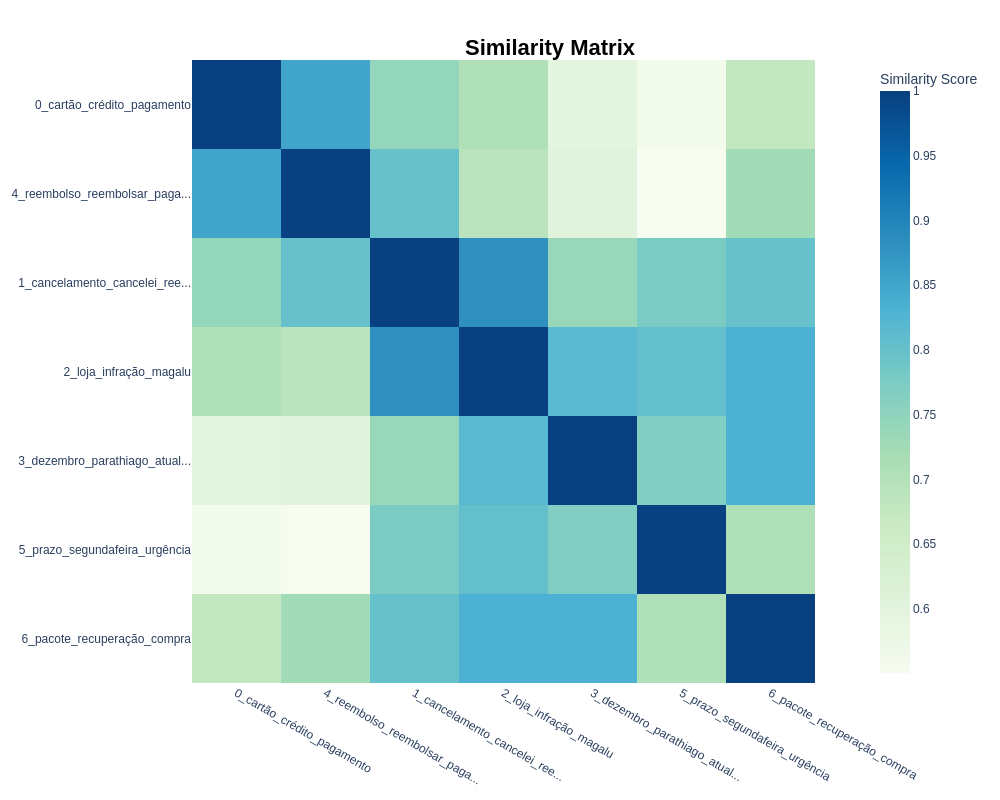 Similarity Matrix
Similarity Score
0_cartão_crédito_pagamento
4_reembolso_reembolsar_paga...
1_cancelamento_cancelei_ree...
2_loja_infração_magalu
3_dezembro_parathiago_atual...
5_prazo_segundafeira_urgência
6_pacote_recuperação_compra
1
0.95
0.9
0.85
0.8
0.75
0.7
0.65
0.6
0_cartão_crédito_pagamento
4_reembolso_reembolsar_paga...
1_cancelamento_cancelei_ree...
2_loja_infração_magalu
3_dezembro_parathiago_atual...
5_prazo_segundafeira_urgência
6_pacote_recuperação_compra